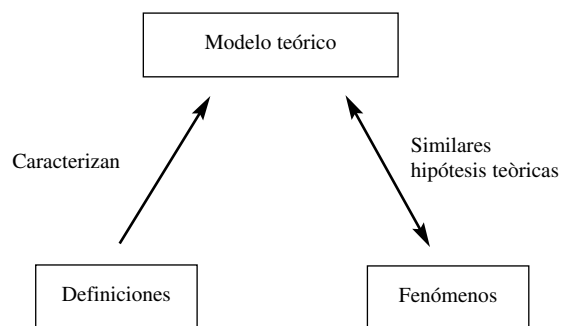 Modelo teórico
Caracterizan
Similares
hipótesis teòricas
Definiciones
Fenómenos